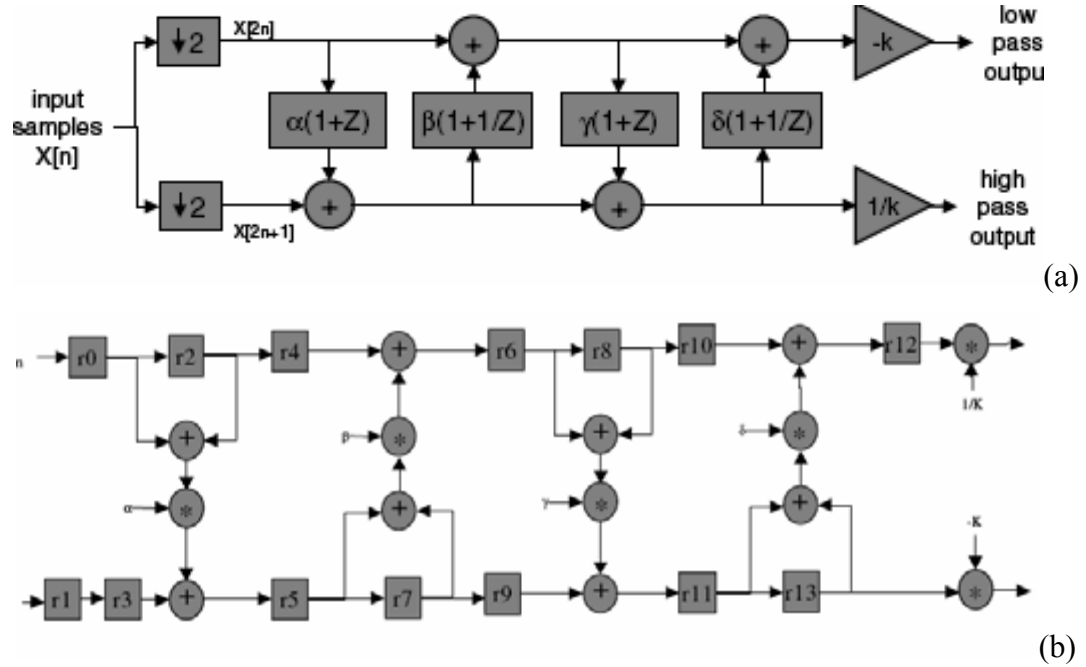 input
samples
X[n]
↓2
X[2n]
↓2
X[2n+1]
α(1+Z)
β(1+1/Z)
γ(1+Z)
δ(1+1/Z)
+
+
+
+
-k
1/k
low
pass
outpu
high
pass
output
(a)
n
r0
r2
r4
+
r6
r8
r10
+
r12
*
1/K
+
β
*
+
δ
*
α
*
+
γ
*
+
-K
r1
r3
+
r5
r7
r9
+
r11
r13
*
(b)